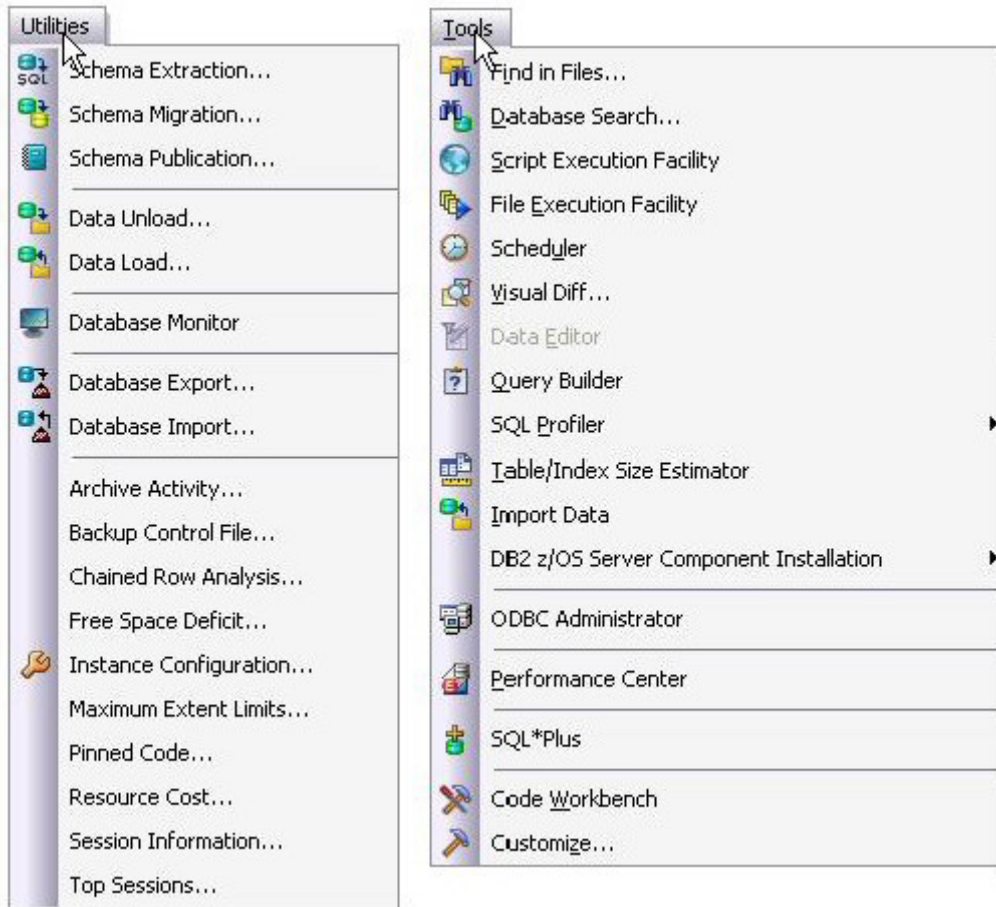 Utilities
Schema Extraction...
Schema Migration...
Schema Publication...
Data Unload...
Data Load...
Database Monitor
Database Export...
Database Import...
Archive Activity...
Backup Control File...
Chained Row Analysis...
Free Space Deficit...
Instance Configuration...
Maximum Extent Limits...
Pinned Code...
Resource Cost...
Session Information...
Top Sessions...
Tools
Find in Files...
Database Search...
Script Execution Facility
File Execution Facility
Scheduler
Visual Diff...
Data Editor
Query Builder
SQL Profiler
Table/Index Size Estimator
Import Data
DB2 z/OS Server Component Installation
ODBC Administrator
Performance Center
SQL*Plus
Code Workbench
Customize...
SQL